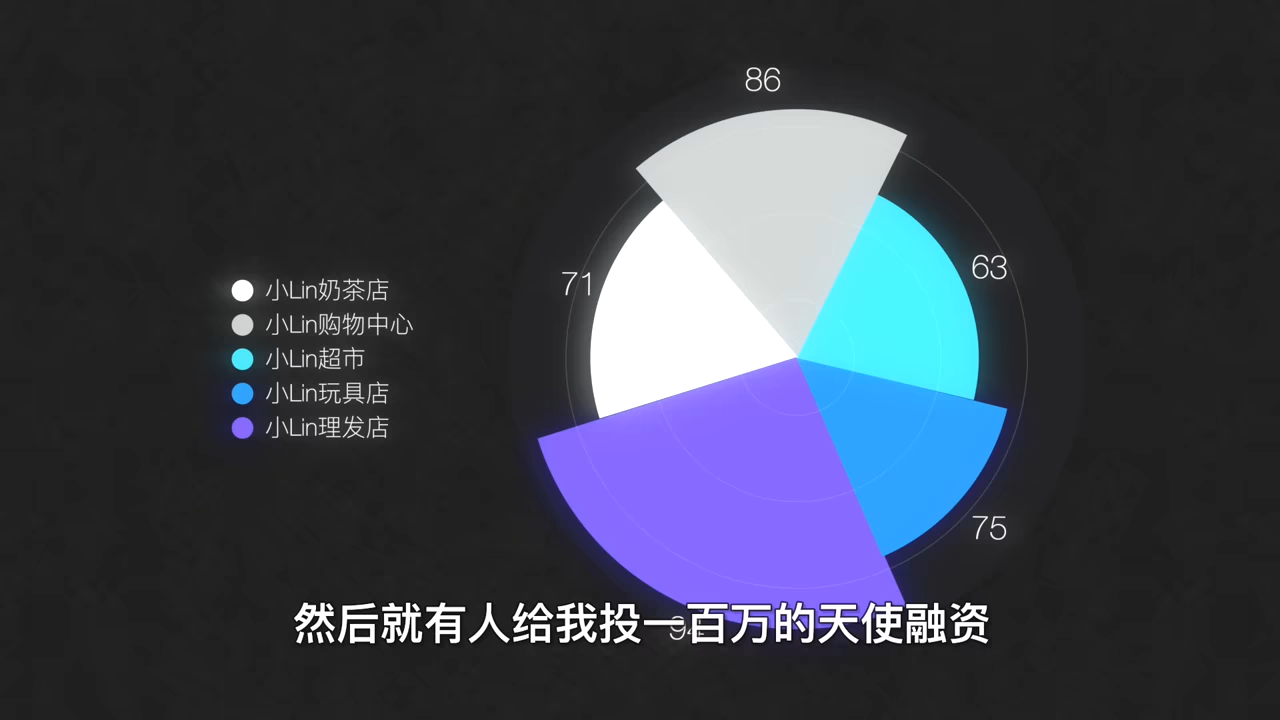 86
63
71
75
小Lin奶茶店
小Lin购物中心
小Lin超市
小Lin玩具店
小Lin理发店
然后就有人给我投一百万的天使融资